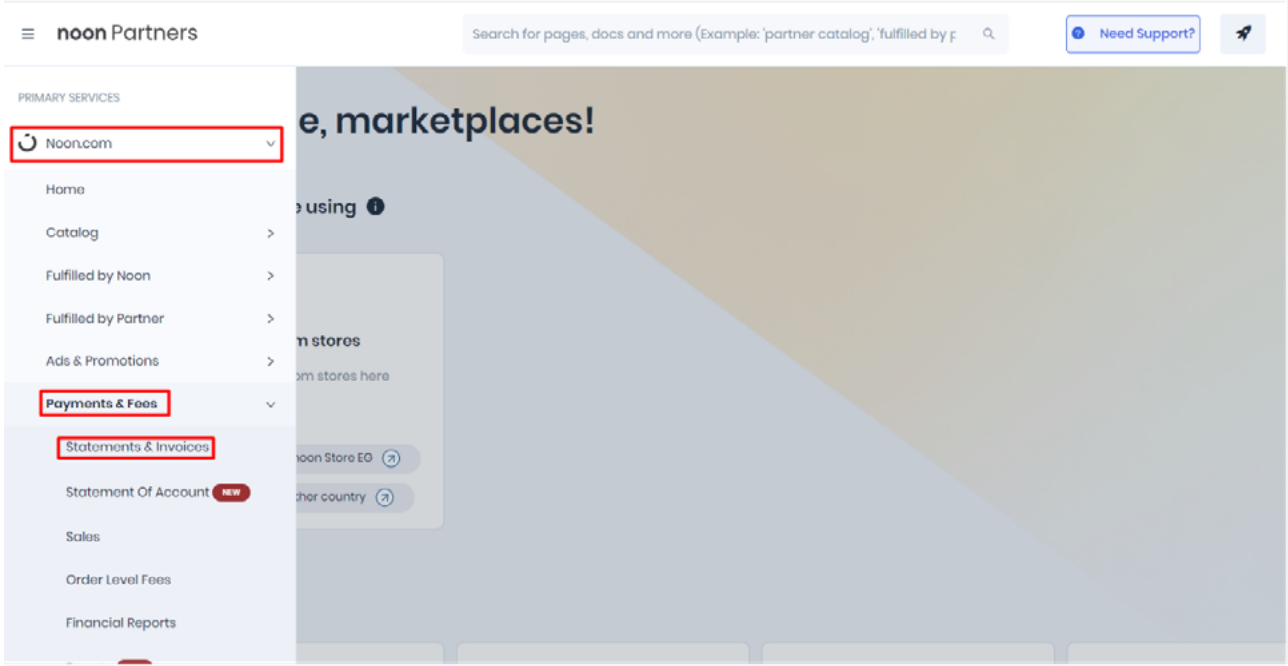 noon Partners
Search for pages, docs and more (Example: 'partner catalog', 'fulfilled by p
Need Support?
PRIMARY SERVICES
Noon.com
e, marketplaces!
Home
e using
Catalog
Fulfilled by Noon
Fulfilled by Partner
m stores
Ads & Promotions
om stores here
Payments & Fees
Statements & Invoices
noon Store EG
Statement Of Account NEW
ther country
Sales
Order Level Fees
Financial Reports